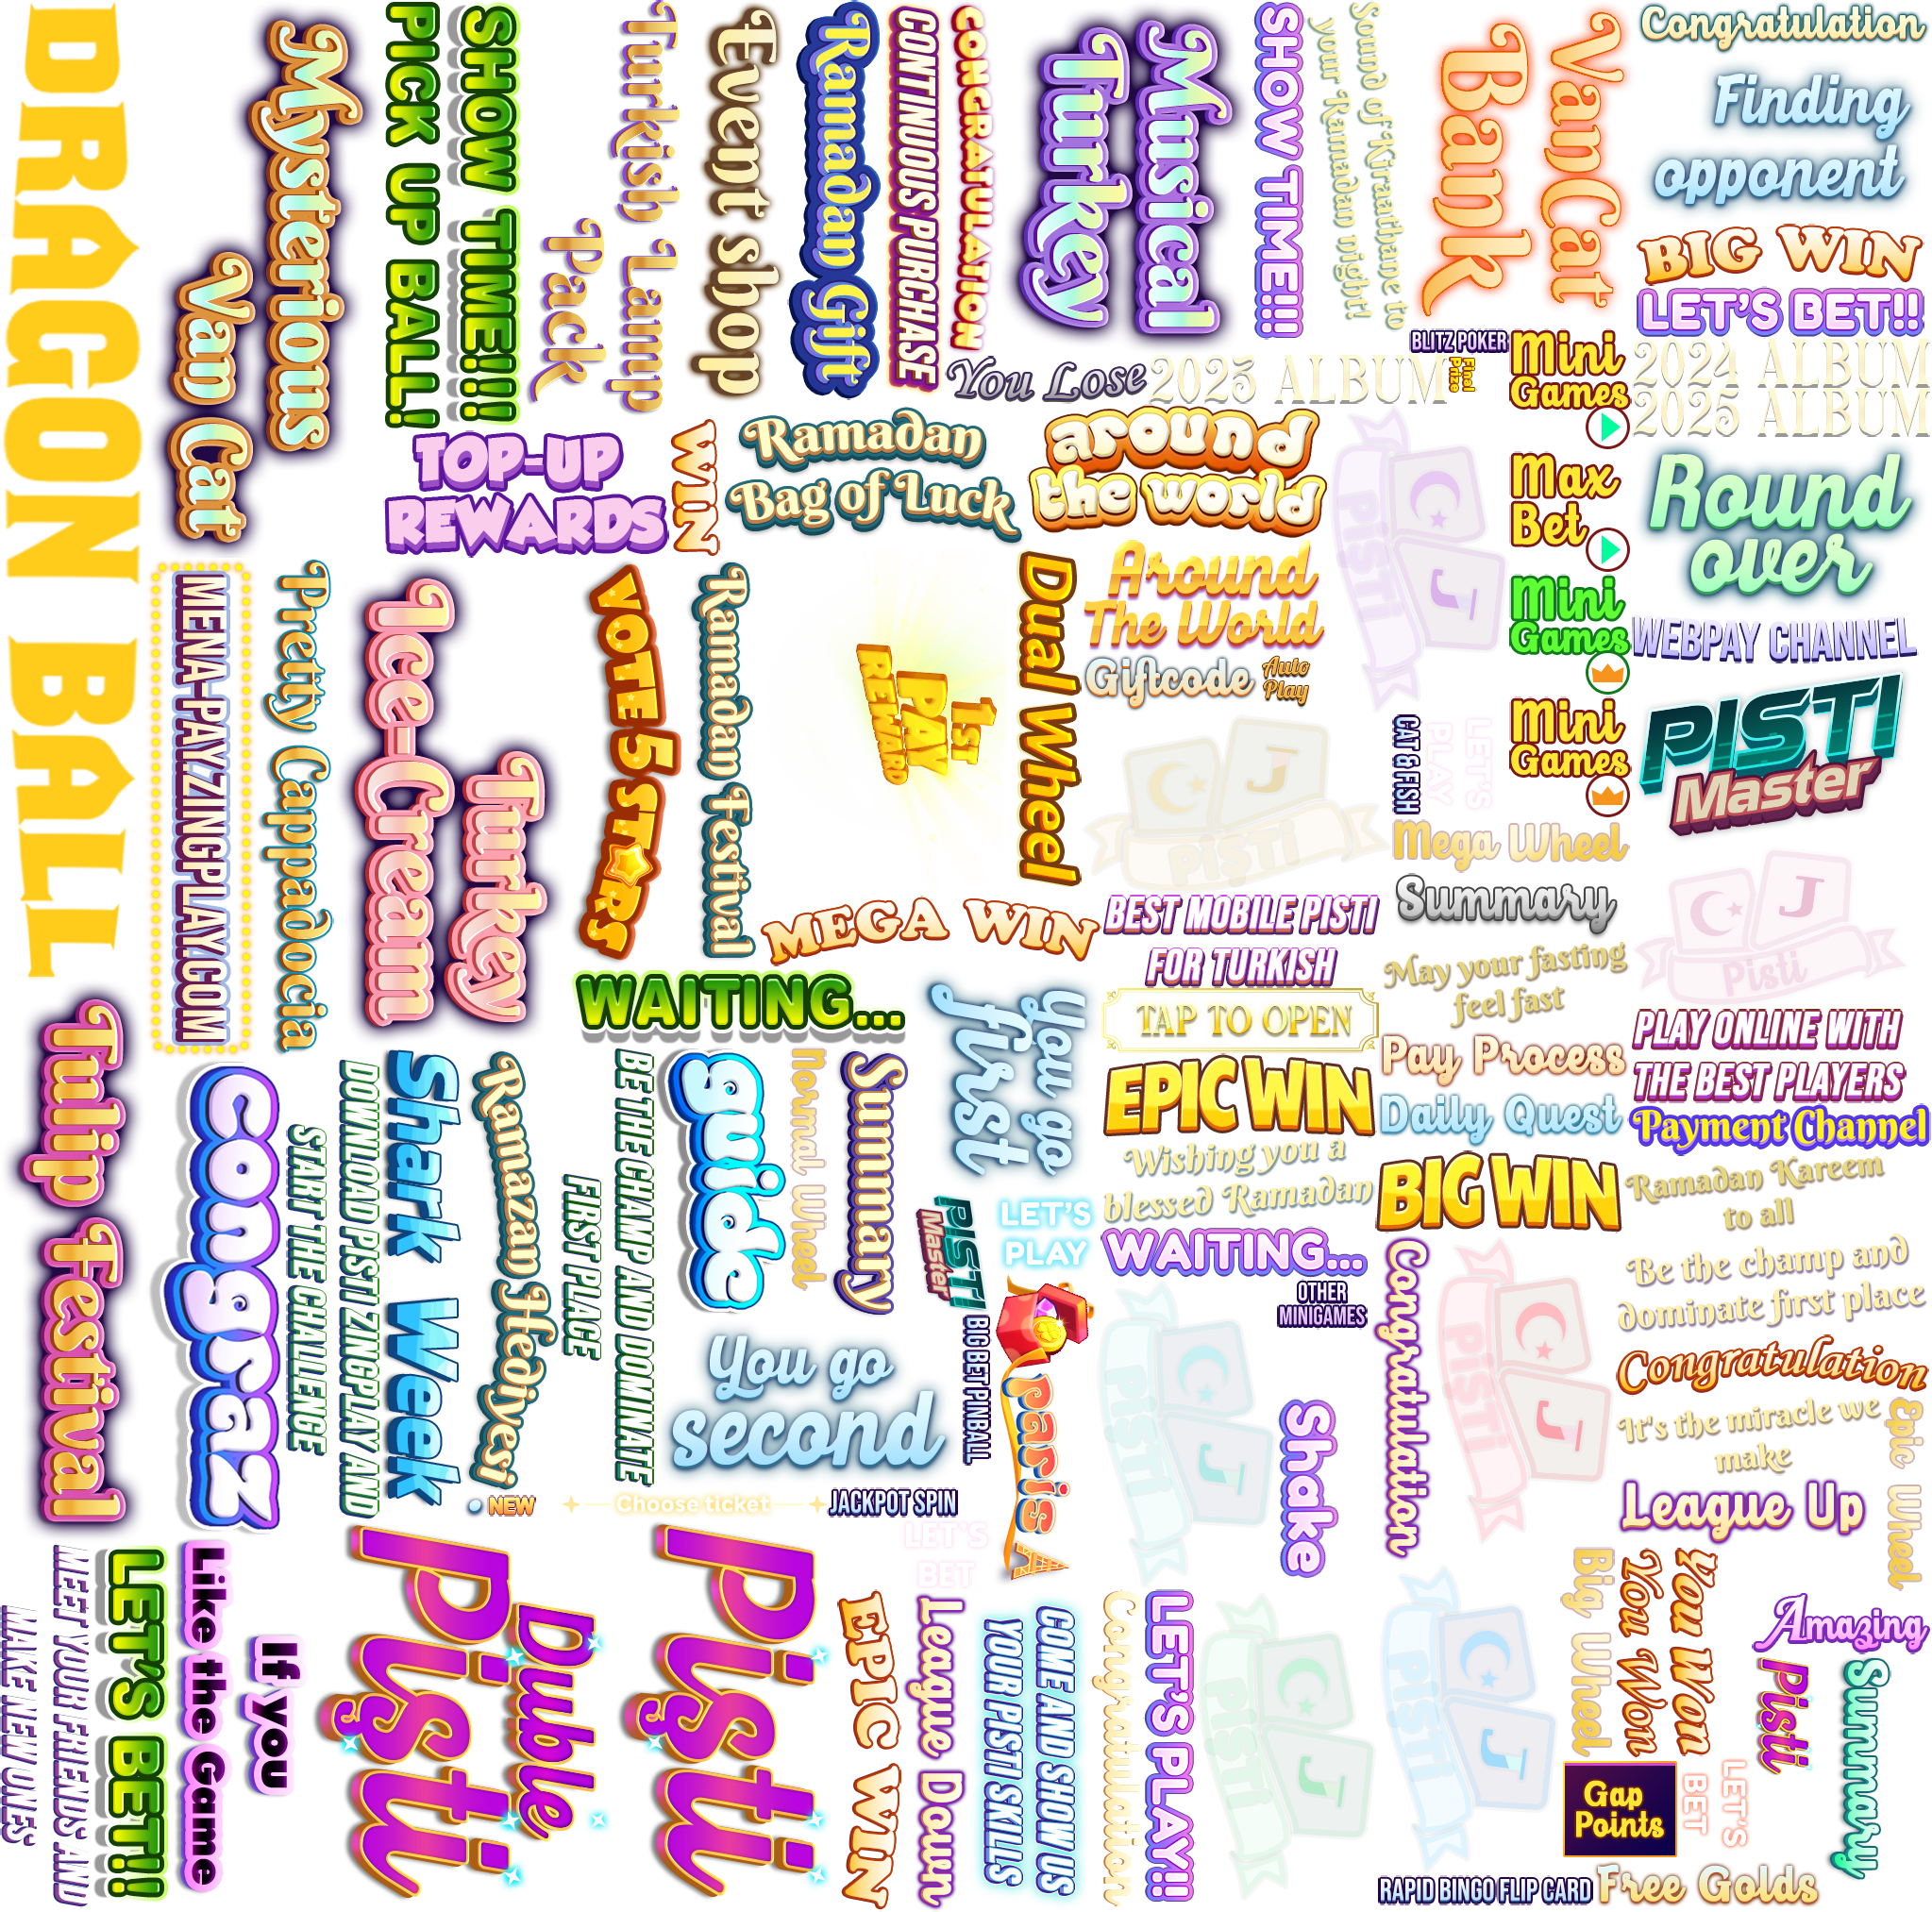 DRAGON BALL
Mysterious
Van Cat
SHOW TIME!!!
PICK UP BALL!
Turkish Lamp
Pack
Event shop
Ramadan Gift
CONGRATULATION
CONTINUOUS PURCHASE
Musical
Turkey
SHOW TIME!!!
Sound of Kıraathane to
your Ramadan night!
VanCat
Bank
Congratulation
Finding
opponent
BIG WIN
LET'S BET!!
You Lose
2023 ALBUM
BLITZ POKER
Final
Prize
Mini
Games
2024 ALBUM
2025 ALBUM
TOP-UP
REWARDS
WIN
Ramadan
Bag of Luck
around
the world
PiŞTi
J
Max
Bet
Round
over
MENA-PAY.ZINGPLAY.COM
Pretty Cappadocia
Ice-Cream
Turkey
VOTE 5 STARS
Ramadan Festival
1ST
PAY
REWARD
Dual Wheel
Around
The World
Giftcode
Auto
Play
Mini
Games
WEBPAY CHANNEL
CAT & FISH
LET'S
PLAY
Mini
Games
PISTI
Master
J
PiŞTi
Mega Wheel
Summary
MEGA WIN
BEST MOBILE PISTI
FOR TURKISH
May your fasting
feel fast
J
Pisti
Tulip Festival
WAITING...
You go
first
TAP TO OPEN
Pay Process
PLAY ONLINE WITH
THE BEST PLAYERS
Congraz
DOWNLOAD PISTI ZINGPLAY AND
START THE CHALLENGE
Shark Week
Ramazan Hediyesi
BE THE CHAMP AND DOMINATE
FIRST PLACE
guide
Normal Wheel
Summary
EPIC WIN
Daily Quest
Payment Channel
Wishing you a
blessed Ramadan
BIG WIN
Ramadan Kareem
to all
PISTI
Master
LET'S
PLAY
WAITING...
OTHER
MINIGAMES
Be the champ and
dominate first place
You go
second
BIG BET PINBALL
paris
PiŞTi
J
Shake
Congratulation
PiŞTi
J
Congratulation
It's the miracle we
make
Epic Wheel
NEW
Choose ticket
JACKPOT SPIN
League Up
LET'S
BET
MEET YOUR FRIENDS AND
MAKE NEW ONES
LET'S BET!!
If you
Like the Game
Duble
Pişti
Pişti
EPIC WIN
League Down
COME AND SHOW US
YOUR PISTI SKILLS
Congratulation
LET'S PLAY!!
PiŞTi
J
PiŞTi
J
Big Wheel
You Won
You Won
Amazing
Pisti
Summary
Gap
Points
LET'S
BET
RAPID BINGO FLIP CARD
Free Golds